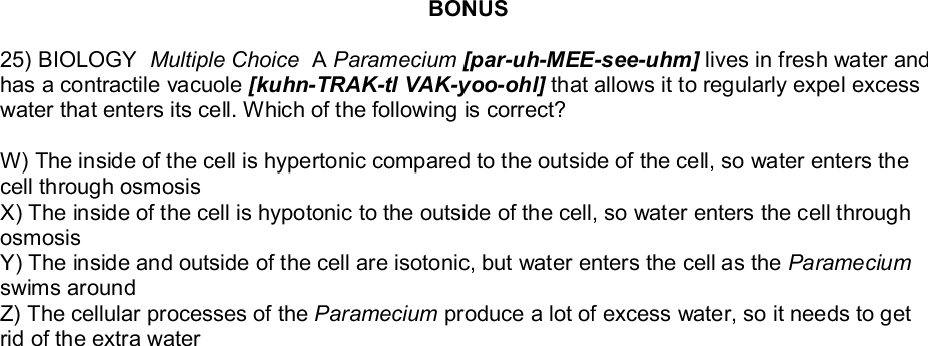 BONUS
25) BIOLOGY Multiple Choice A Paramecium [par-uh-MEE-see-uhm] lives in fresh water and
has a contractile vacuole [kuhn-TRAK-tl VAK-yoo-ohl] that allows it to regularly expel excess
water that enters its cell. Which of the following is correct?
W) The inside of the cell is hypertonic compared to the outside of the cell, so water enters the
cell through osmosis
X) The inside of the cell is hypotonic to the outside of the cell, so water enters the cell through
osmosis
Y) The inside and outside of the cell are isotonic, but water enters the cell as the Paramecium
swims around
Z) The cellular processes of the Paramecium produce a lot of excess water, so it needs to get
rid of the extra water